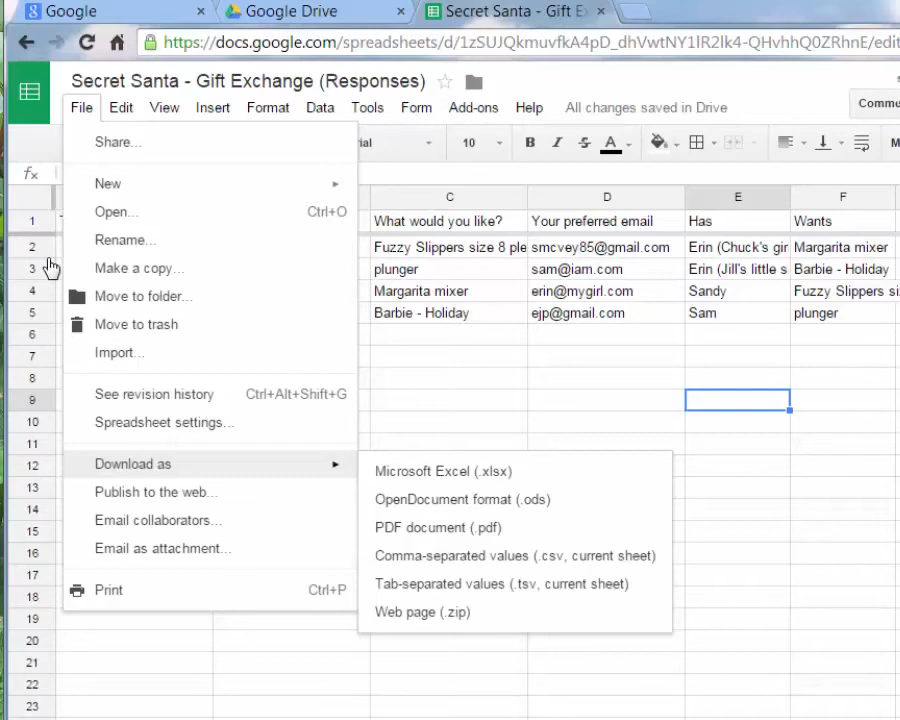 Google × Google Drive × Secret Santa - Gift E ×
https://docs.google.com/spreadsheets/d/1zSUJQkmuvfkA4pD_dhVwtNY1lR2lk4-QHvhhQ0ZRhnE/edit
Secret Santa - Gift Exchange (Responses)
File Edit View Insert Format Data Tools Form Add-ons Help All changes saved in Drive Comme
ial 10 B I S A M
fx
C D E F
1 What would you like? Your preferred email Has Wants
2 Fuzzy Slippers size 8 ple smcvey85@gmail.com Erin (Chuck's gir Margarita mixer
3 plunger sam@iam.com Erin (Jill's little s Barbie - Holiday
4 Margarita mixer erin@mygirl.com Sandy Fuzzy Slippers si
5 Barbie - Holiday ejp@gmail.com Sam plunger
6
7
8
9
10
11
12
13
14
15
16
17
18
19
20
21
22
23
Share...
New
Open... Ctrl+O
Rename...
Make a copy...
Move to folder...
Move to trash
Import...
See revision history Ctrl+Alt+Shift+G
Spreadsheet settings...
Download as
Publish to the web...
Email collaborators...
Email as attachment...
Print Ctrl+P
Microsoft Excel (.xlsx)
OpenDocument format (.ods)
PDF document (.pdf)
Comma-separated values (.csv, current sheet)
Tab-separated values (.tsv, current sheet)
Web page (.zip)